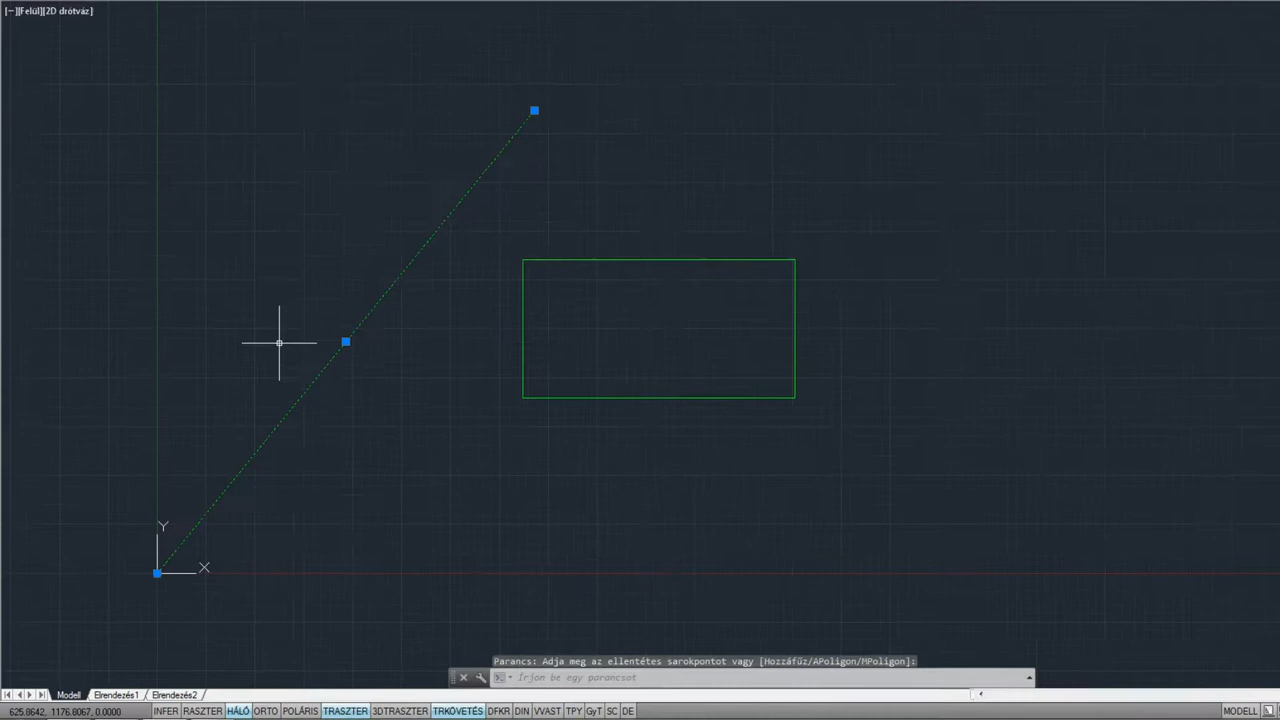 [−][Felül][2D drótváz]
Y
X
Parancs: Adja meg az ellentétes sarokpontot vagy [Hozzáfűz/APoligon/MPoligon]:
Írjon be egy parancsot
Modell Elrendezés1 Elrendezés2
625.8642, 1176.8067, 0.0000 INFER RASZTER HÁLÓ ORTO POLÁRIS TRASZTER 3DTRASZTER TRKÖVETÉS DFKR DIN VVAST TPY GyT SC DE MODELL